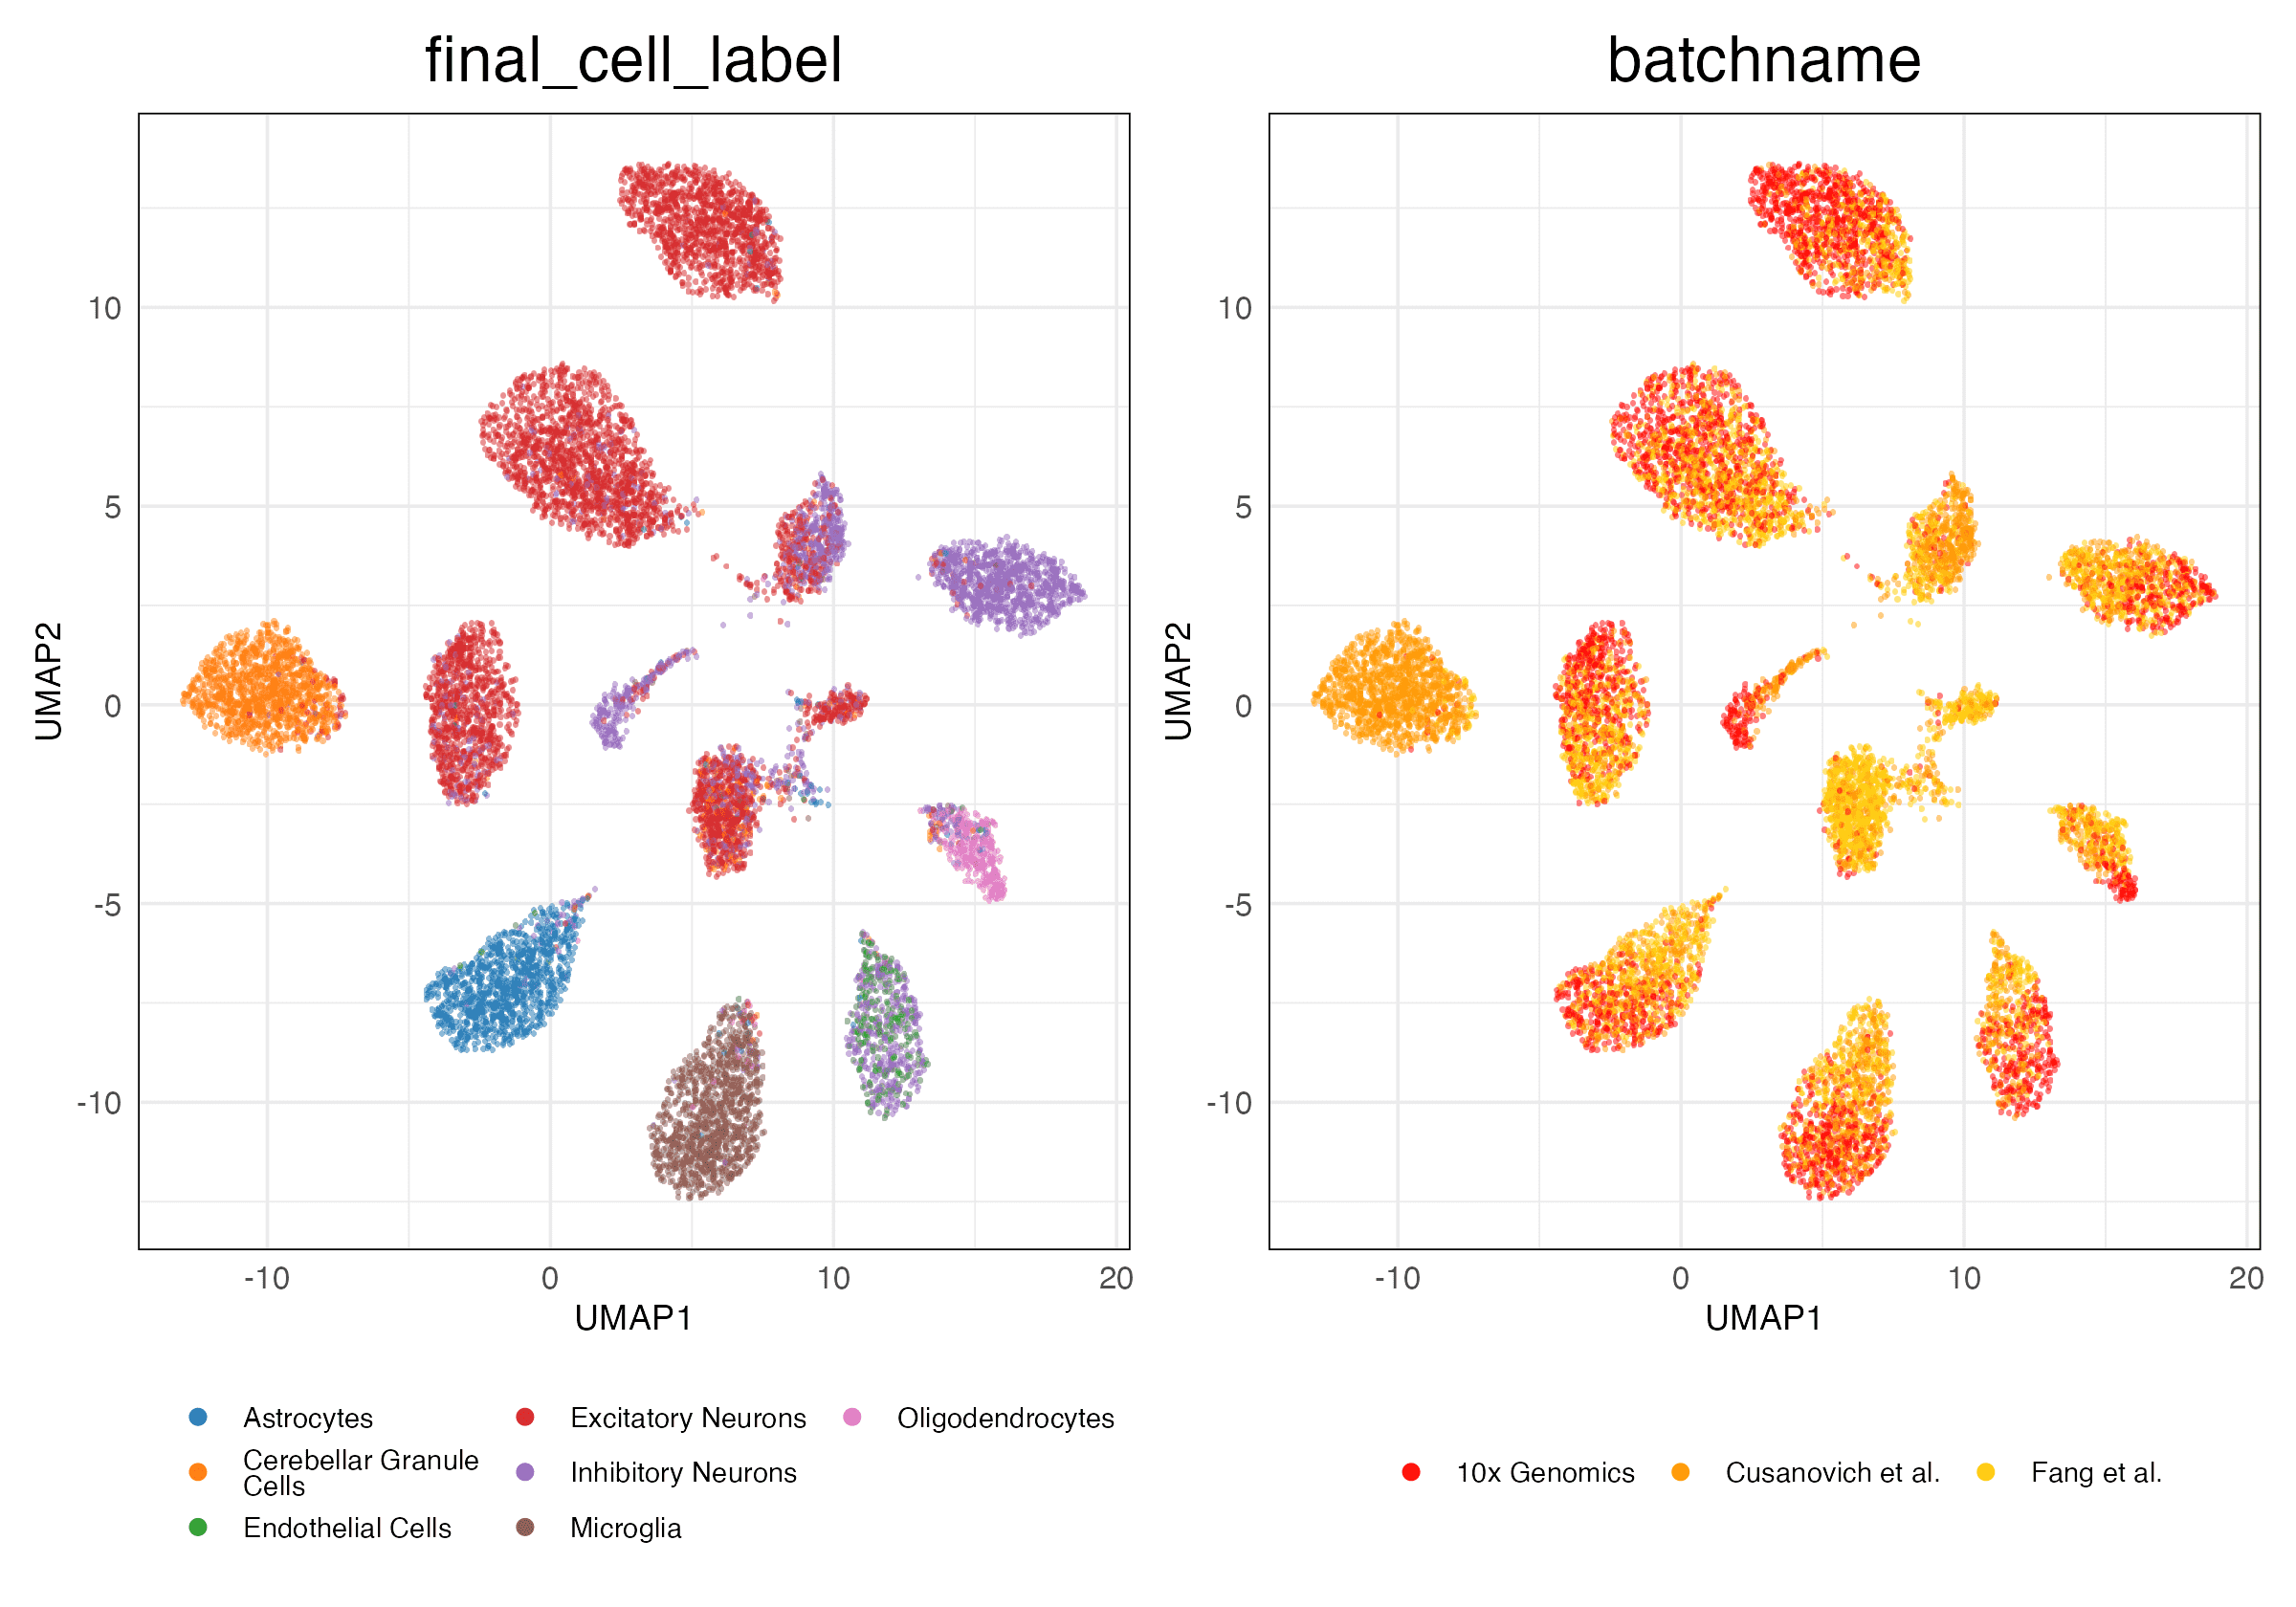 final_cell_label
batchname
UMAP2
10
5
0
-5
-10
-10
0
10
20
UMAP1
UMAP2
10
5
0
-5
-10
-10
0
10
20
UMAP1
Astrocytes
Cerebellar Granule
Cells
Endothelial Cells
Excitatory Neurons
Inhibitory Neurons
Microglia
Oligodendrocytes
10x Genomics
Cusanovich et al.
Fang et al.